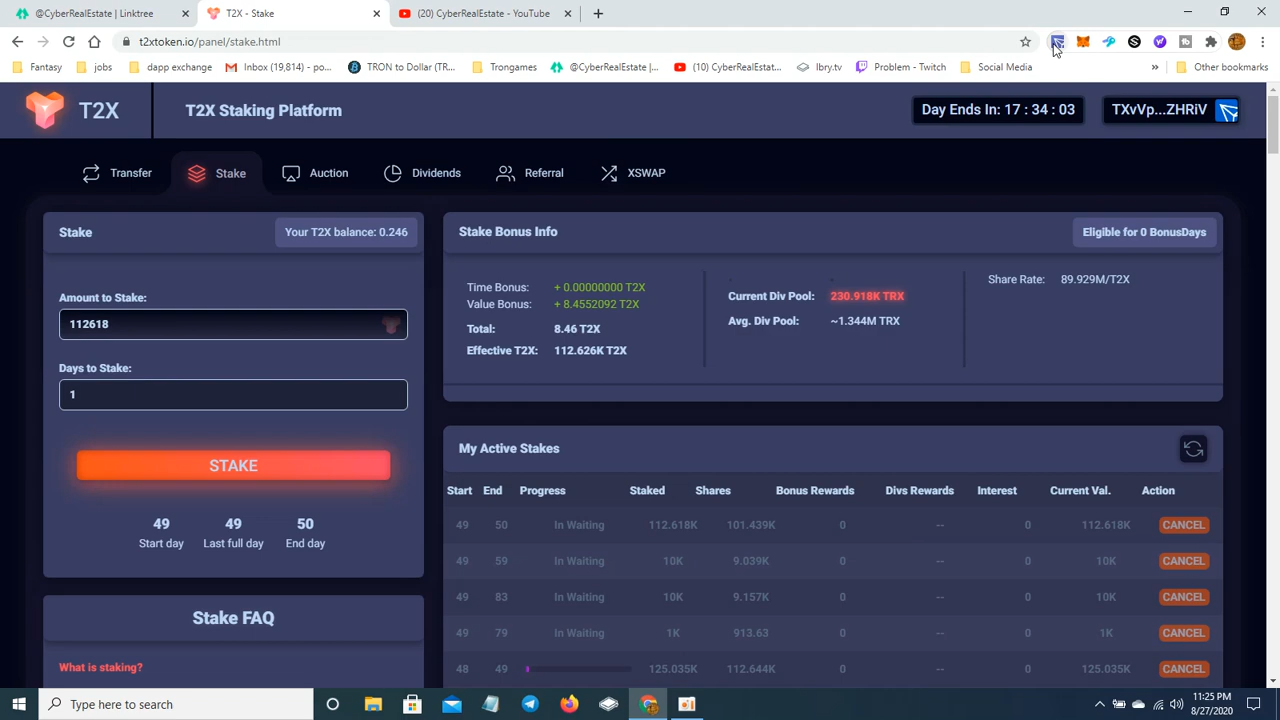 @CyberRealEstate | Linktree
T2X - Stake
(20) CyberRealEstate - YouTube
t2xtoken.io/panel/stake.html
Fantasy
jobs
dapp exchange
Inbox (19,814) - po...
TRON to Dollar (TR...
Trongames
@CyberRealEstate |...
(10) CyberRealEstat...
lbry.tv
Problem - Twitch
Social Media
»
Other bookmarks
T2X
T2X Staking Platform
Day Ends In: 17 : 34 : 03
TXvVp...ZHRiV
Transfer
Stake
Auction
Dividends
Referral
XSWAP
Stake
Your T2X balance: 0.246
Amount to Stake:
112618
Days to Stake:
1
STAKE
49 49 50
Start day Last full day End day
Stake FAQ
What is staking?
Stake Bonus Info
Eligible for 0 BonusDays
Time Bonus: + 0.00000000 T2X
Value Bonus: + 8.4552092 T2X
Total: 8.46 T2X
Effective T2X: 112.626K T2X
Current Div Pool: 230.918K TRX
Avg. Div Pool: ~1.344M TRX
Share Rate: 89.929M/T2X
My Active Stakes
Start End Progress Staked Shares Bonus Rewards Divs Rewards Interest Current Val. Action
49 50 In Waiting 112.618K 101.439K 0 -- 0 112.618K CANCEL
49 59 In Waiting 10K 9.039K 0 -- 0 10K CANCEL
49 83 In Waiting 10K 9.157K 0 -- 0 10K CANCEL
49 79 In Waiting 1K 913.63 0 -- 0 1K CANCEL
48 49 125.035K 112.644K 0 -- 0 125.035K CANCEL
Type here to search
11:25 PM
8/27/2020